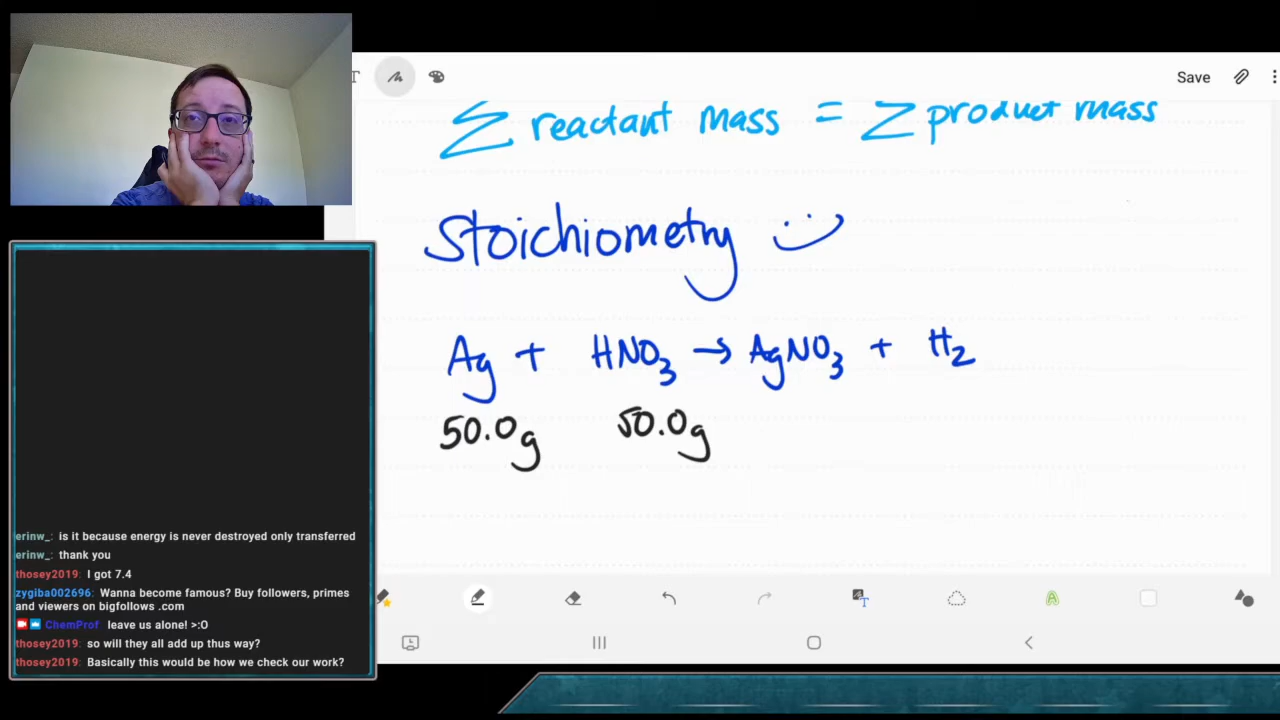 T Save
Σ reactant mass = Σ product mass
Stoichiometry
Ag + HNO₃ → AgNO₃ + H₂
50.0g 50.0g
erinw_: is it because energy is never destroyed only transferred
erinw_: thank you
thosey2019: I got 7.4
zygiba002696: Wanna become famous? Buy followers, primes
and viewers on bigfollows .com
ChemProf: leave us alone! >:O
thosey2019: so will they all add up thus way?
thosey2019: Basically this would be how we check our work?
T
A